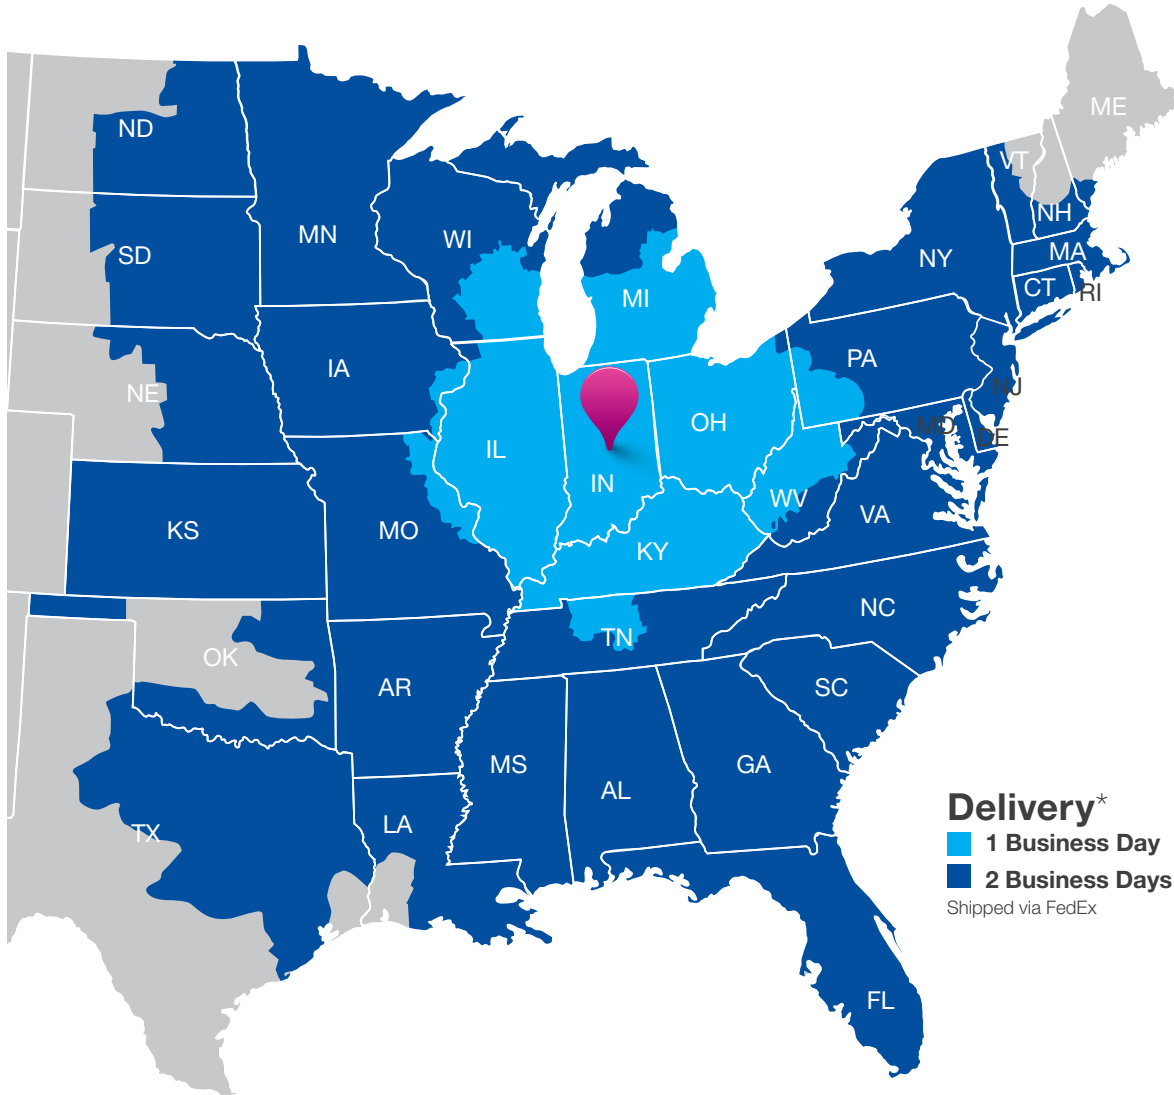 ME
ND
VT
NH
MN
WI
SD
NY
MA
CT
RI
MI
IA
PA
NE
NJ
OH
MD
DE
IL
IN
WV
VA
KS
MO
KY
NC
TN
OK
AR
SC
MS
GA
AL
LA
TX
Delivery*
1 Business Day
2 Business Days
Shipped via FedEx
FL